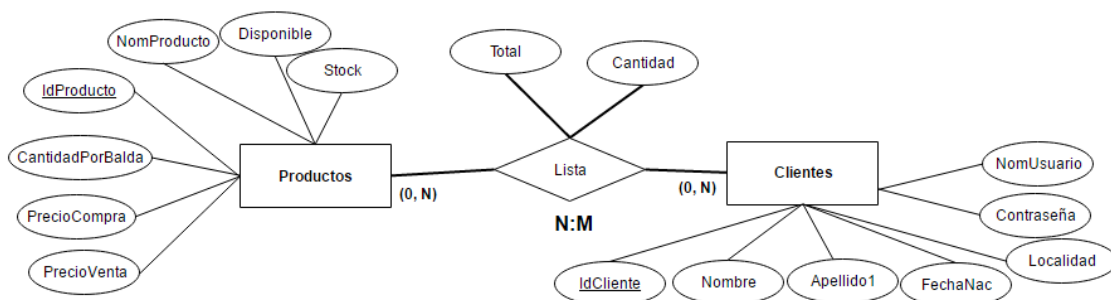 NomProducto
Disponible
Stock
IdProducto
CantidadPorBalda
PrecioCompra
PrecioVenta
Productos
(0, N)
Total
Cantidad
Lista
N:M
(0, N)
Clientes
NomUsuario
Contraseña
Localidad
IdCliente
Nombre
Apellido1
FechaNac